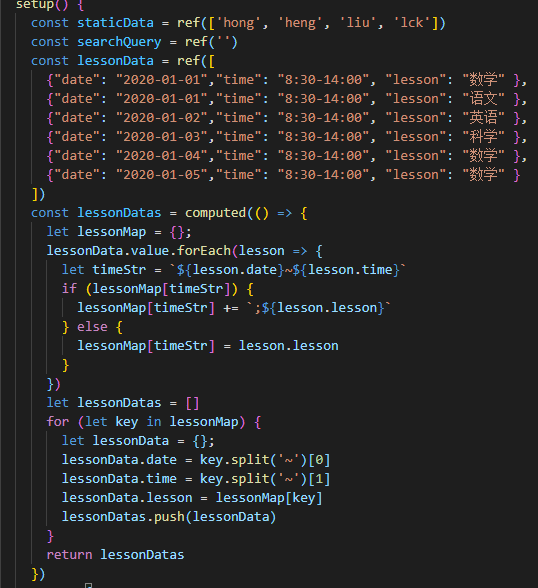 setup() {
const staticData = ref(['hong', 'heng', 'liu', 'lck'])
const searchQuery = ref('')
const lessonData = ref([
{"date": "2020-01-01","time": "8:30-14:00", "lesson": "数学" },
{"date": "2020-01-01","time": "8:30-14:00", "lesson": "语文" },
{"date": "2020-01-02","time": "8:30-14:00", "lesson": "英语" },
{"date": "2020-01-03","time": "8:30-14:00", "lesson": "科学" },
{"date": "2020-01-04","time": "8:30-14:00", "lesson": "数学" },
{"date": "2020-01-05","time": "8:30-14:00", "lesson": "数学" }
])
const lessonDatas = computed(() => {
let lessonMap = {};
lessonData.value.forEach(lesson => {
let timeStr = `${lesson.date}~${lesson.time}`
if (lessonMap[timeStr]) {
lessonMap[timeStr] += `;${lesson.lesson}`
} else {
lessonMap[timeStr] = lesson.lesson
}
})
let lessonDatas = []
for (let key in lessonMap) {
let lessonData = {};
lessonData.date = key.split('~')[0]
lessonData.time = key.split('~')[1]
lessonData.lesson = lessonMap[key]
lessonDatas.push(lessonData)
}
return lessonDatas
})